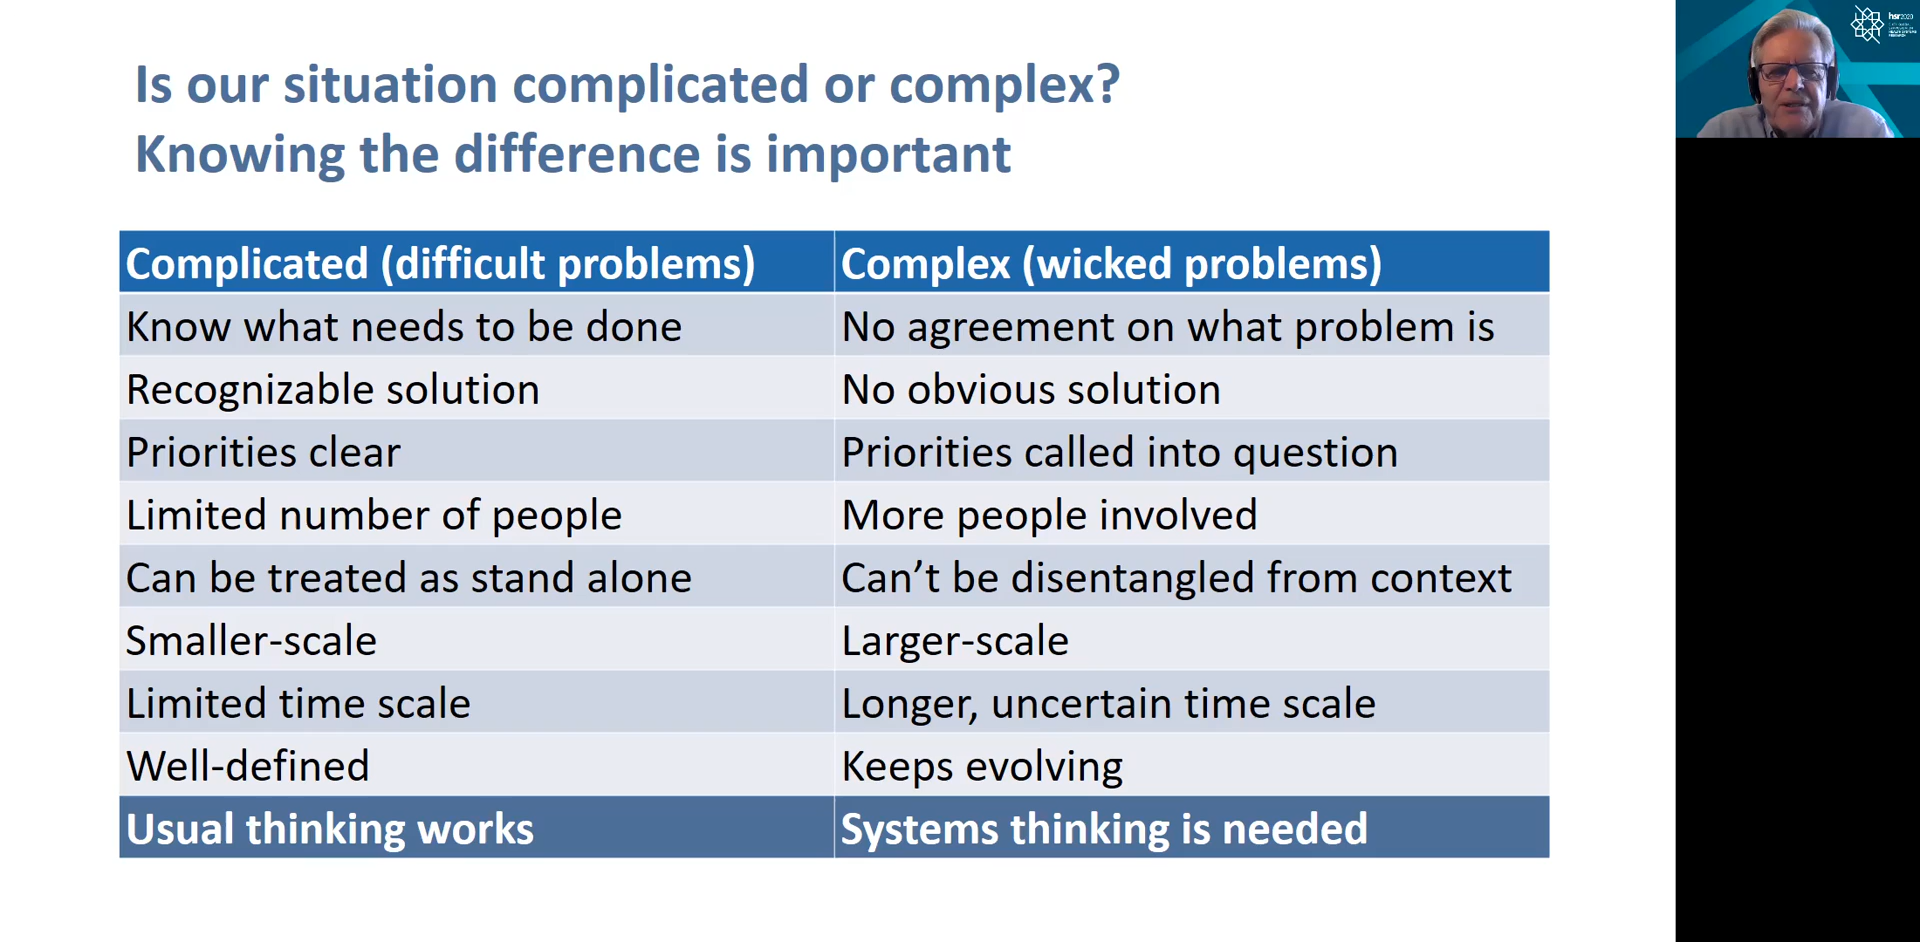 Is our situation complicated or complex?
Knowing the difference is important
Complicated (difficult problems)
Complex (wicked problems)
Know what needs to be done
No agreement on what problem is
Recognizable solution
No obvious solution
Priorities clear
Priorities called into question
Limited number of people
More people involved
Can be treated as stand alone
Can’t be disentangled from context
Smaller-scale
Larger-scale
Limited time scale
Longer, uncertain time scale
Well-defined
Keeps evolving
Usual thinking works
Systems thinking is needed
hsr2020
HEALTH SYSTEMS
RESEARCH